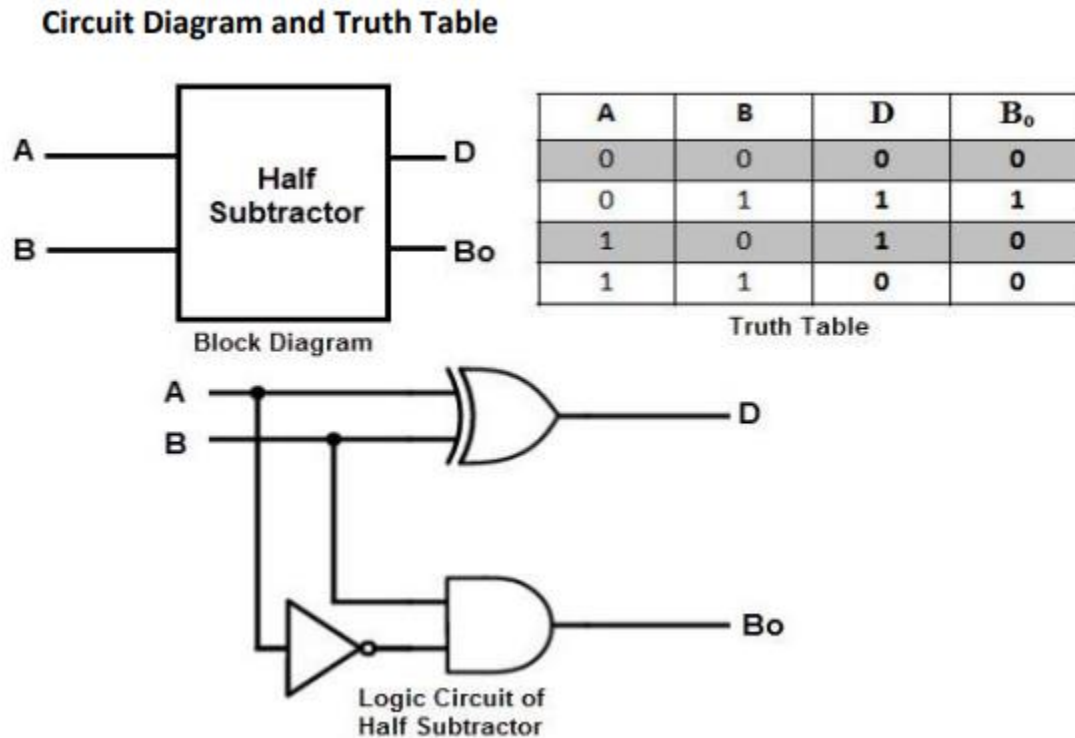 Circuit Diagram and Truth Table
A
B
Half
Subtractor
D
Bo
Block Diagram
A B D Bₒ
0 0 0 0
0 1 1 1
1 0 1 0
1 1 0 0
Truth Table
A
B
D
Bo
Logic Circuit of
Half Subtractor